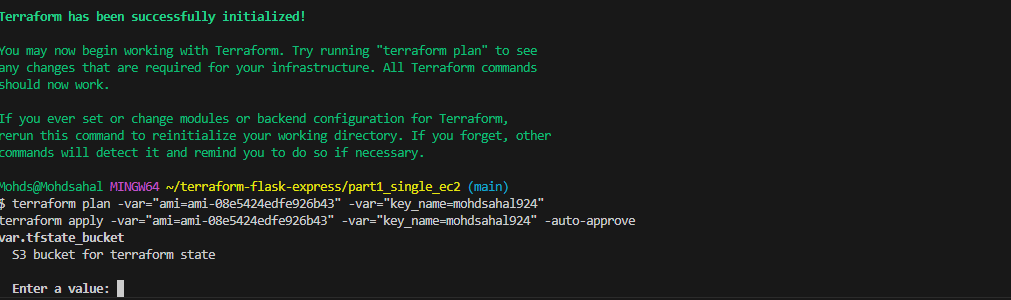 Terraform has been successfully initialized!
You may now begin working with Terraform. Try running "terraform plan" to see
any changes that are required for your infrastructure. All Terraform commands
should now work.
If you ever set or change modules or backend configuration for Terraform,
rerun this command to reinitialize your working directory. If you forget, other
commands will detect it and remind you to do so if necessary.
Mohds@Mohdsahal MINGW64 ~/terraform-flask-express/part1_single_ec2 (main)
$ terraform plan -var="ami=ami-08e5424edfe926b43" -var="key_name=mohdsahal924"
terraform apply -var="ami=ami-08e5424edfe926b43" -var="key_name=mohdsahal924" -auto-approve
var.tfstate_bucket
S3 bucket for terraform state
Enter a value: